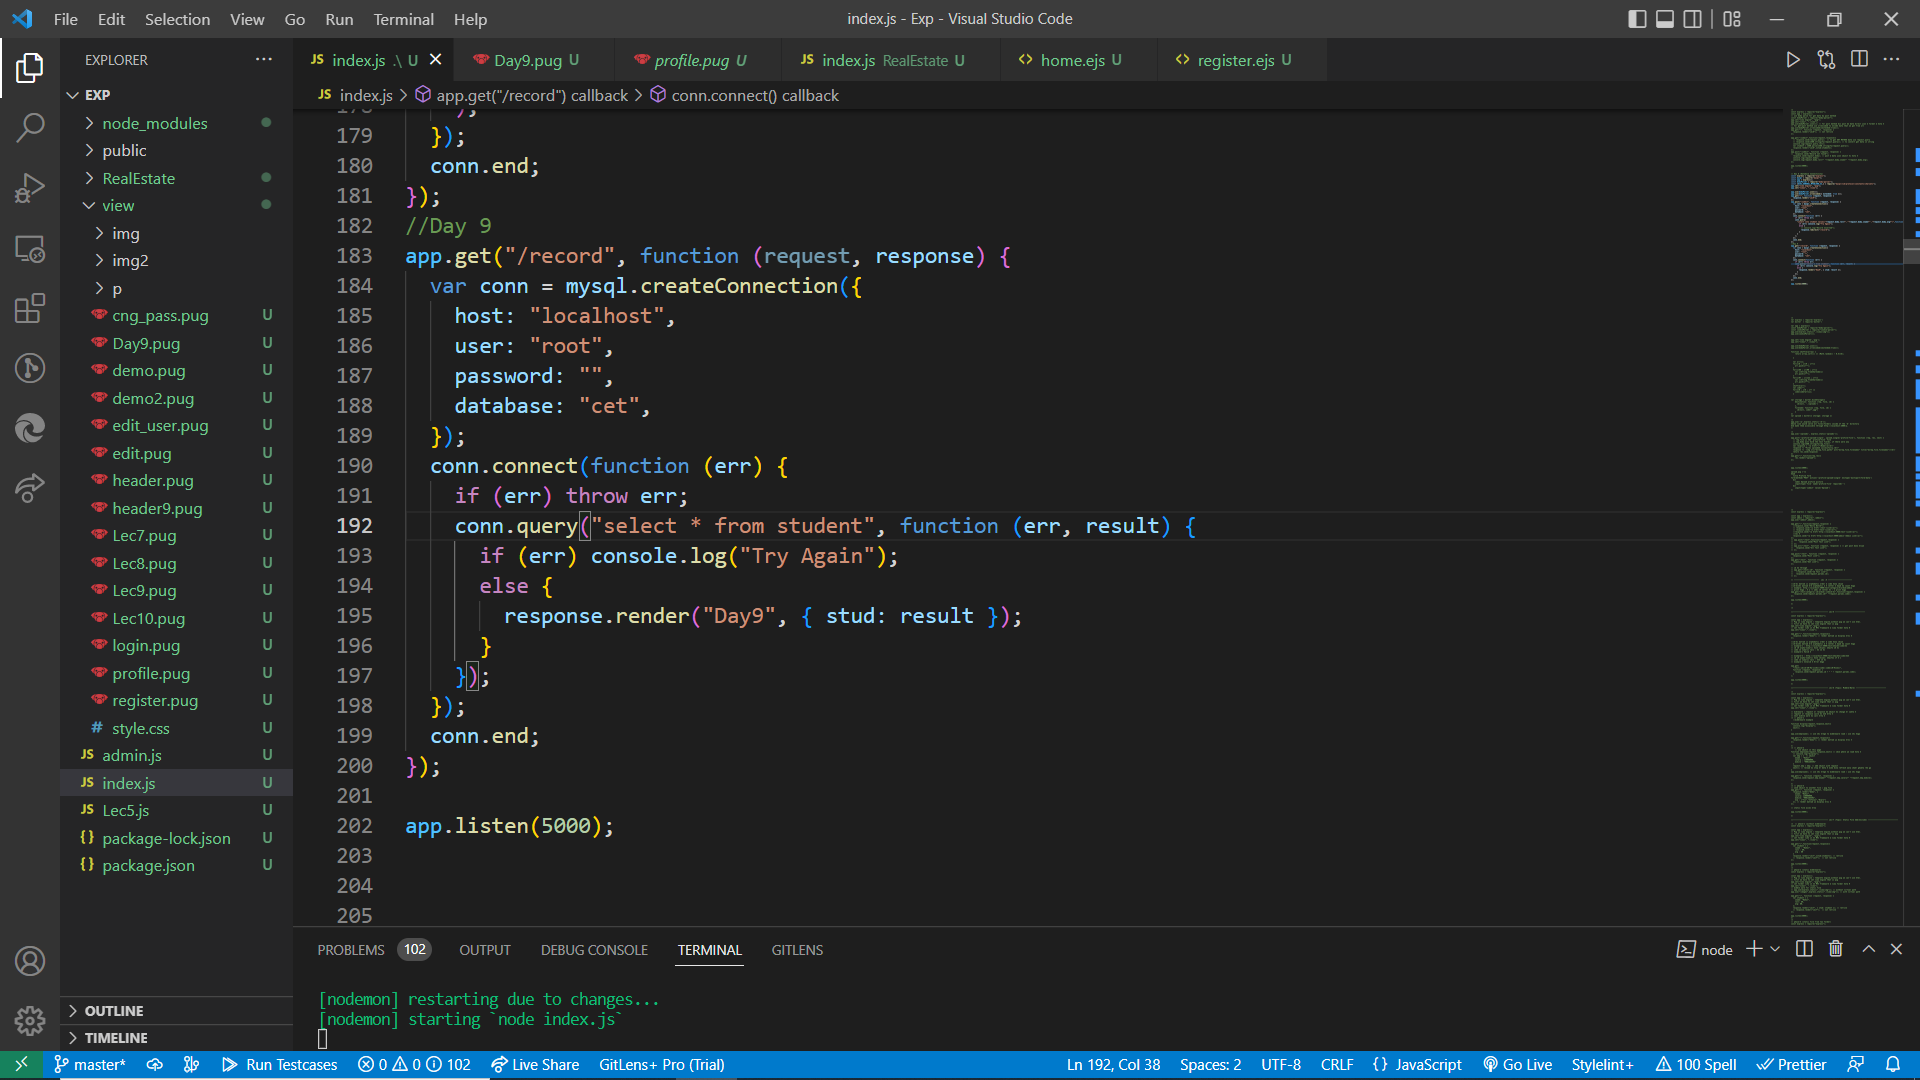 File Edit Selection View Go Run Terminal Help
index.js - Exp - Visual Studio Code
EXPLORER
EXP
node_modules
public
RealEstate
view
img
img2
p
cng_pass.pug U
Day9.pug U
demo.pug U
demo2.pug U
edit_user.pug U
edit.pug U
header.pug U
header9.pug U
Lec7.pug U
Lec8.pug U
Lec9.pug U
Lec10.pug U
login.pug U
profile.pug U
register.pug U
# style.css U
JS admin.js U
JS index.js U
JS Lec5.js U
{} package-lock.json U
{} package.json U
OUTLINE
TIMELINE
JS index.js .\ U
Day9.pug U
profile.pug U
JS index.js RealEstate U
<> home.ejs U
<> register.ejs U
JS index.js > app.get("/record") callback > conn.connect() callback
179 });
180 conn.end;
181 });
182 //Day 9
183 app.get("/record", function (request, response) {
184 var conn = mysql.createConnection({
185 host: "localhost",
186 user: "root",
187 password: "",
188 database: "cet",
189 });
190 conn.connect(function (err) {
191 if (err) throw err;
192 conn.query("select * from student", function (err, result) {
193 if (err) console.log("Try Again");
194 else {
195 response.render("Day9", { stud: result });
196 }
197 });
198 });
199 conn.end;
200 });
201
202 app.listen(5000);
203
204
205
PROBLEMS 102 OUTPUT DEBUG CONSOLE TERMINAL GITLENS
node
[nodemon] restarting due to changes...
[nodemon] starting `node index.js`
master* Run Testcases 0 0 102 Live Share GitLens+ Pro (Trial)
Ln 192, Col 38 Spaces: 2 UTF-8 CRLF {} JavaScript Go Live Stylelint+ 100 Spell Prettier